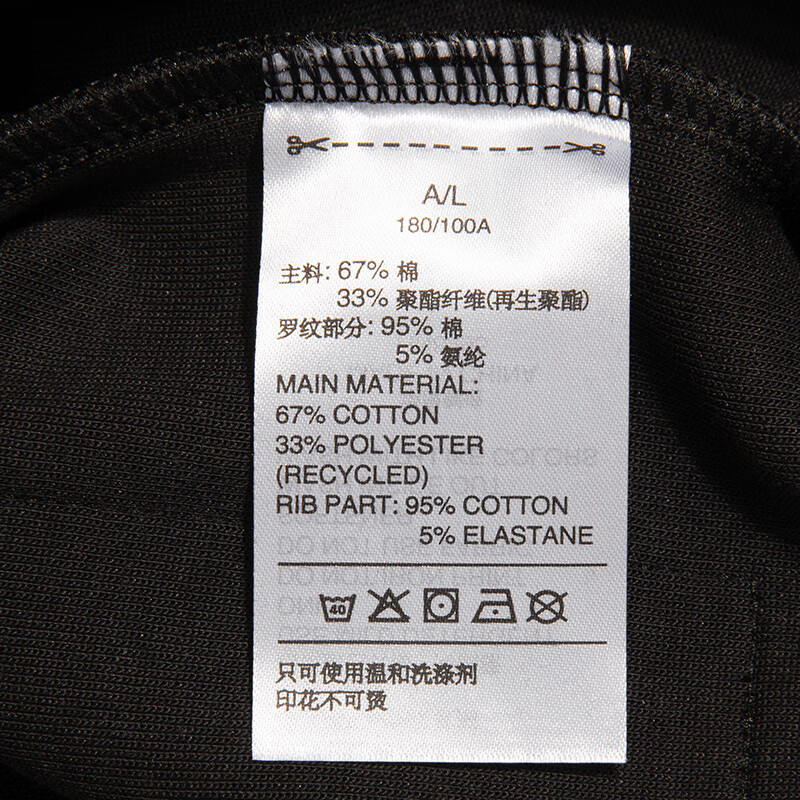 A/L
180/100A
主料: 67% 棉
33% 聚酯纤维(再生聚酯)
罗纹部分: 95% 棉
5% 氨纶
MAIN MATERIAL:
67% COTTON
33% POLYESTER
(RECYCLED)
RIB PART: 95% COTTON
5% ELASTANE
40
只可使用温和洗涤剂
印花不可烫